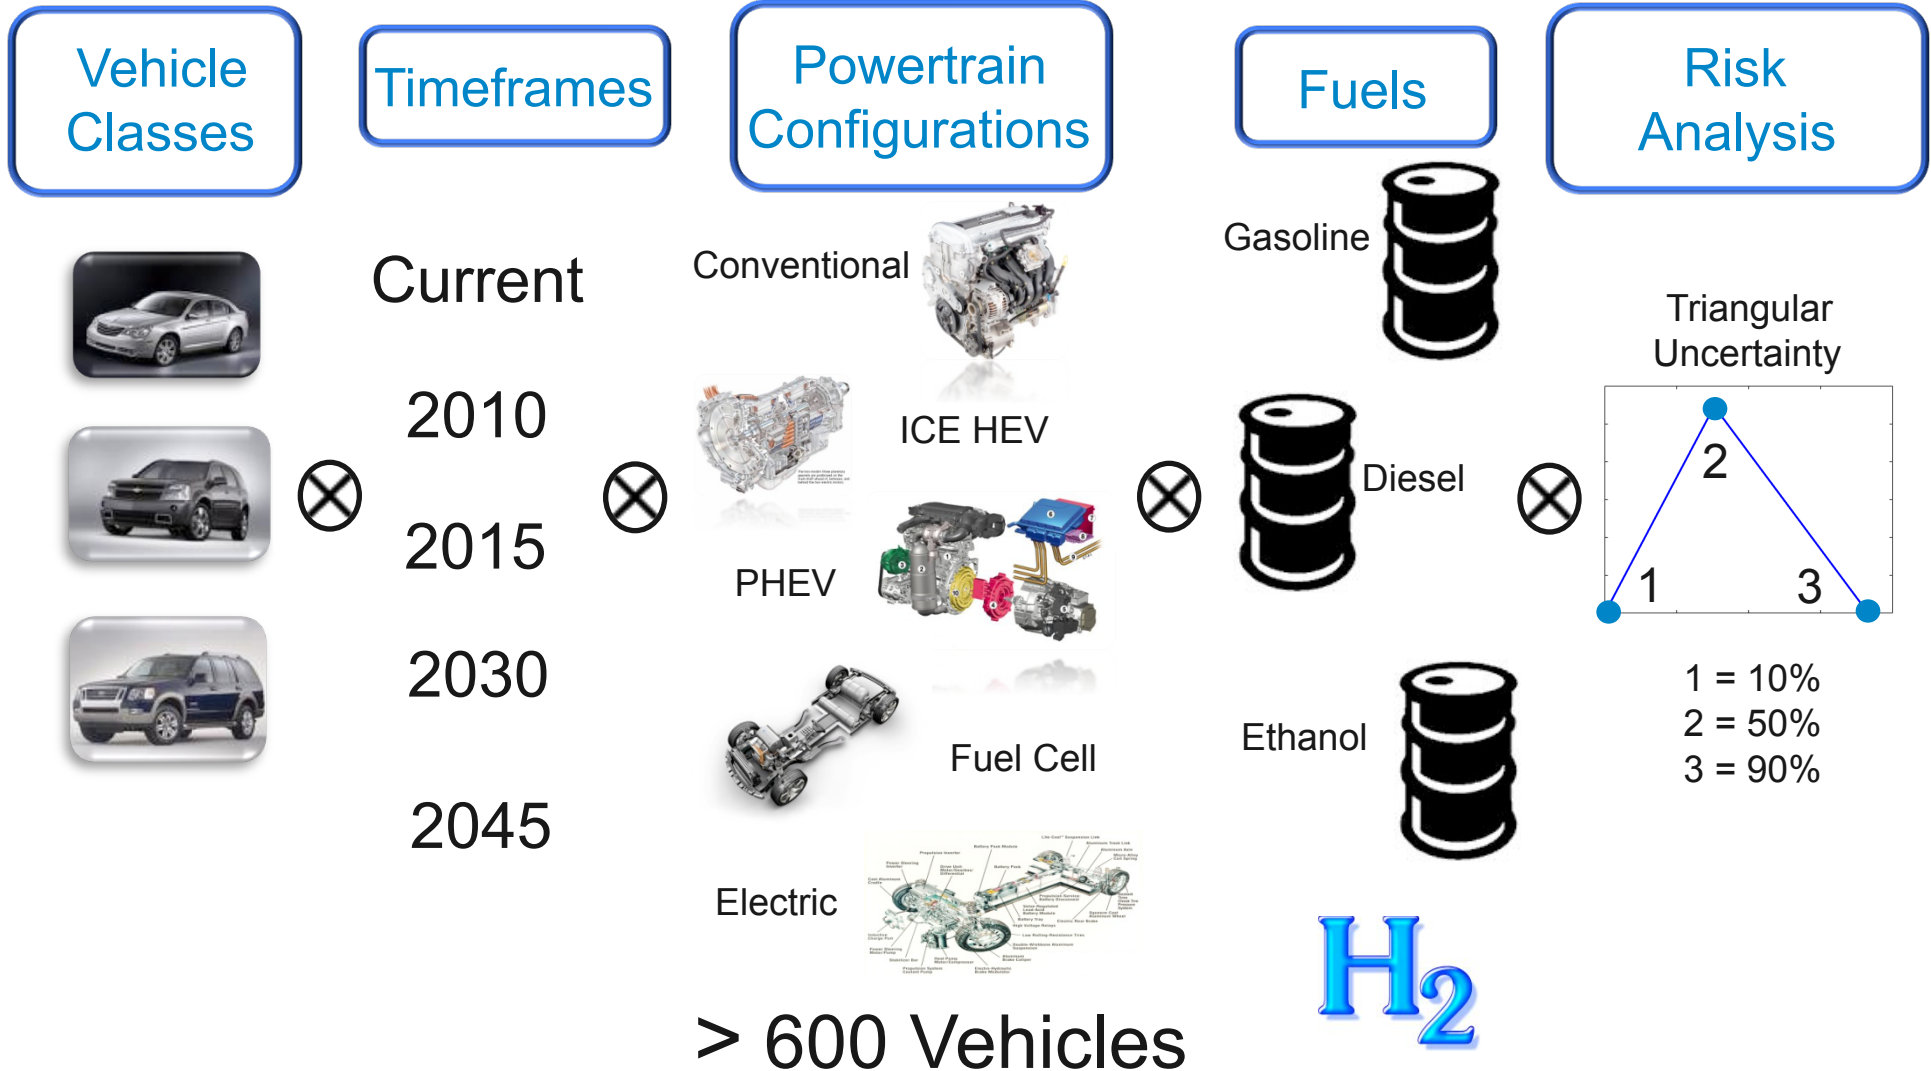 Vehicle
Classes
Timeframes
Powertrain
Configurations
Fuels
Risk
Analysis
Current
2010
2015
2030
2045
Conventional
ICE HEV
PHEV
Fuel Cell
Electric
Gasoline
Diesel
Ethanol
H2
Triangular
Uncertainty
2
1
3
1 = 10%
2 = 50%
3 = 90%
> 600 Vehicles